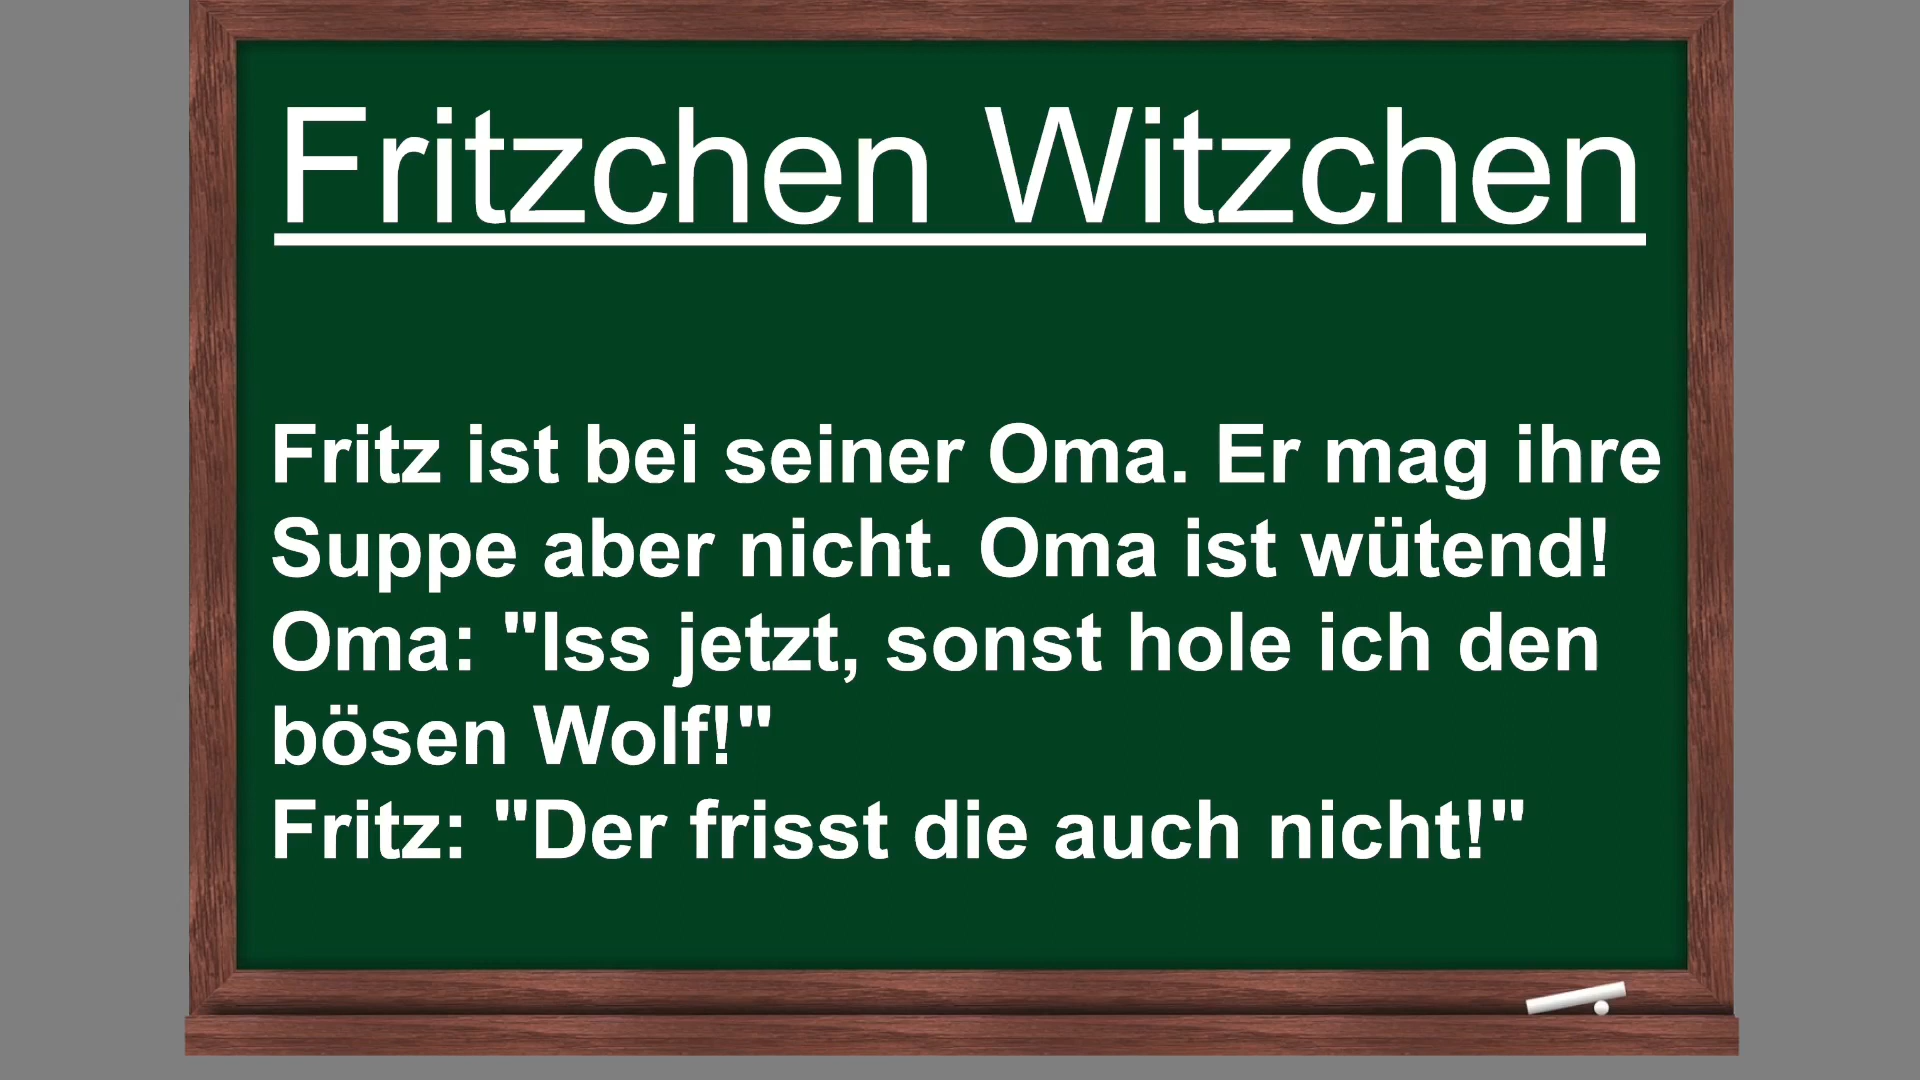 Fritzchen Witzchen
Fritz ist bei seiner Oma. Er mag ihre
Suppe aber nicht. Oma ist wütend!
Oma: "Iss jetzt, sonst hole ich den
bösen Wolf!"
Fritz: "Der frisst die auch nicht!"